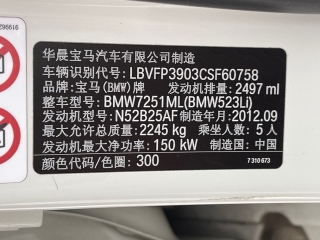 华晨宝马汽车有限公司制造
车辆识别代号: LBVFP3903CSF60758
品牌: 宝马(BMW)牌 发动机排量: 2497 ml
整车型号: BMW7251ML(BMW523Li)
发动机型号: N52B25AF 制造年月: 2012.09
最大允许总质量: 2245 kg 乘坐人数: 5 人
发动机最大净功率: 150 kW 制造国: 中国
颜色代码/色圈: 300
7 310 673